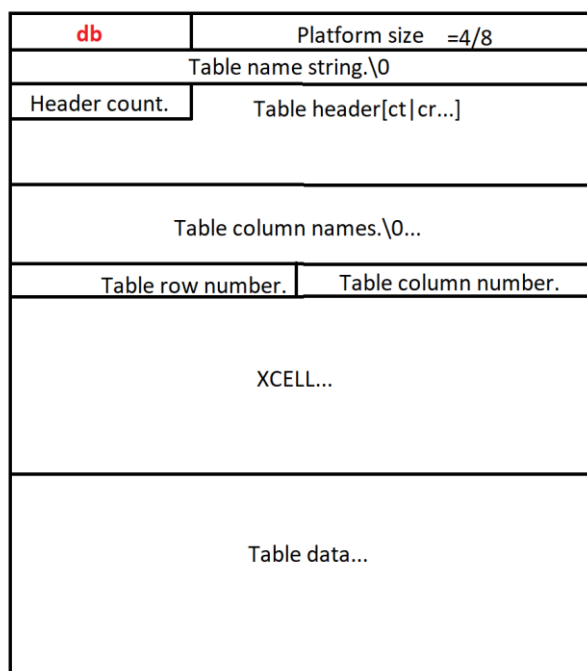 db Platform size =4/8
Table name string.\0
Header count. Table header[ct|cr...]
Table column names.\0...
Table row number. Table column number.
XCELL...
Table data...